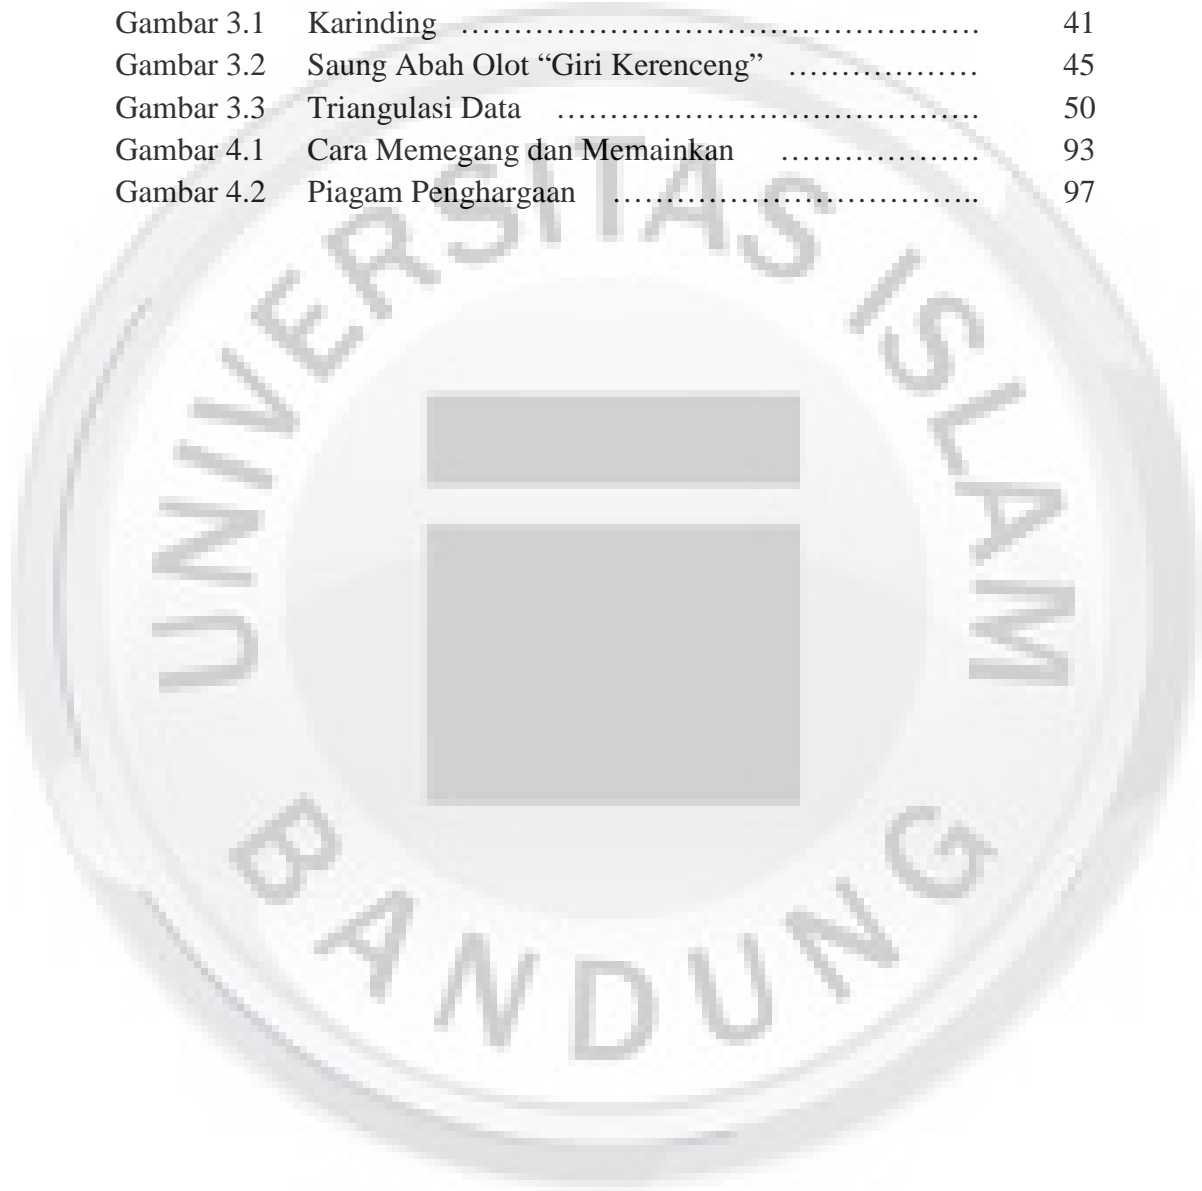 Gambar 3.1 Karinding …………………………………………. 41
Gambar 3.2 Saung Abah Olot “Giri Kerenceng” ……………… 45
Gambar 3.3 Triangulasi Data …………………………………. 50
Gambar 4.1 Cara Memegang dan Memainkan ………………. 93
Gambar 4.2 Piagam Penghargaan …………………………….. 97
UNIVERSITAS ISLAM
BANDUNG